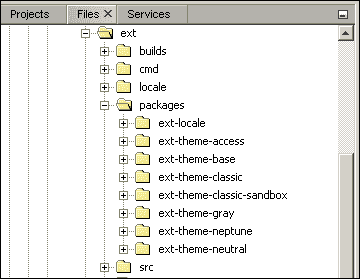 Projects Files Services
ext
builds
cmd
locale
packages
ext-locale
ext-theme-access
ext-theme-base
ext-theme-classic
ext-theme-classic-sandbox
ext-theme-gray
ext-theme-neptune
ext-theme-neutral
src